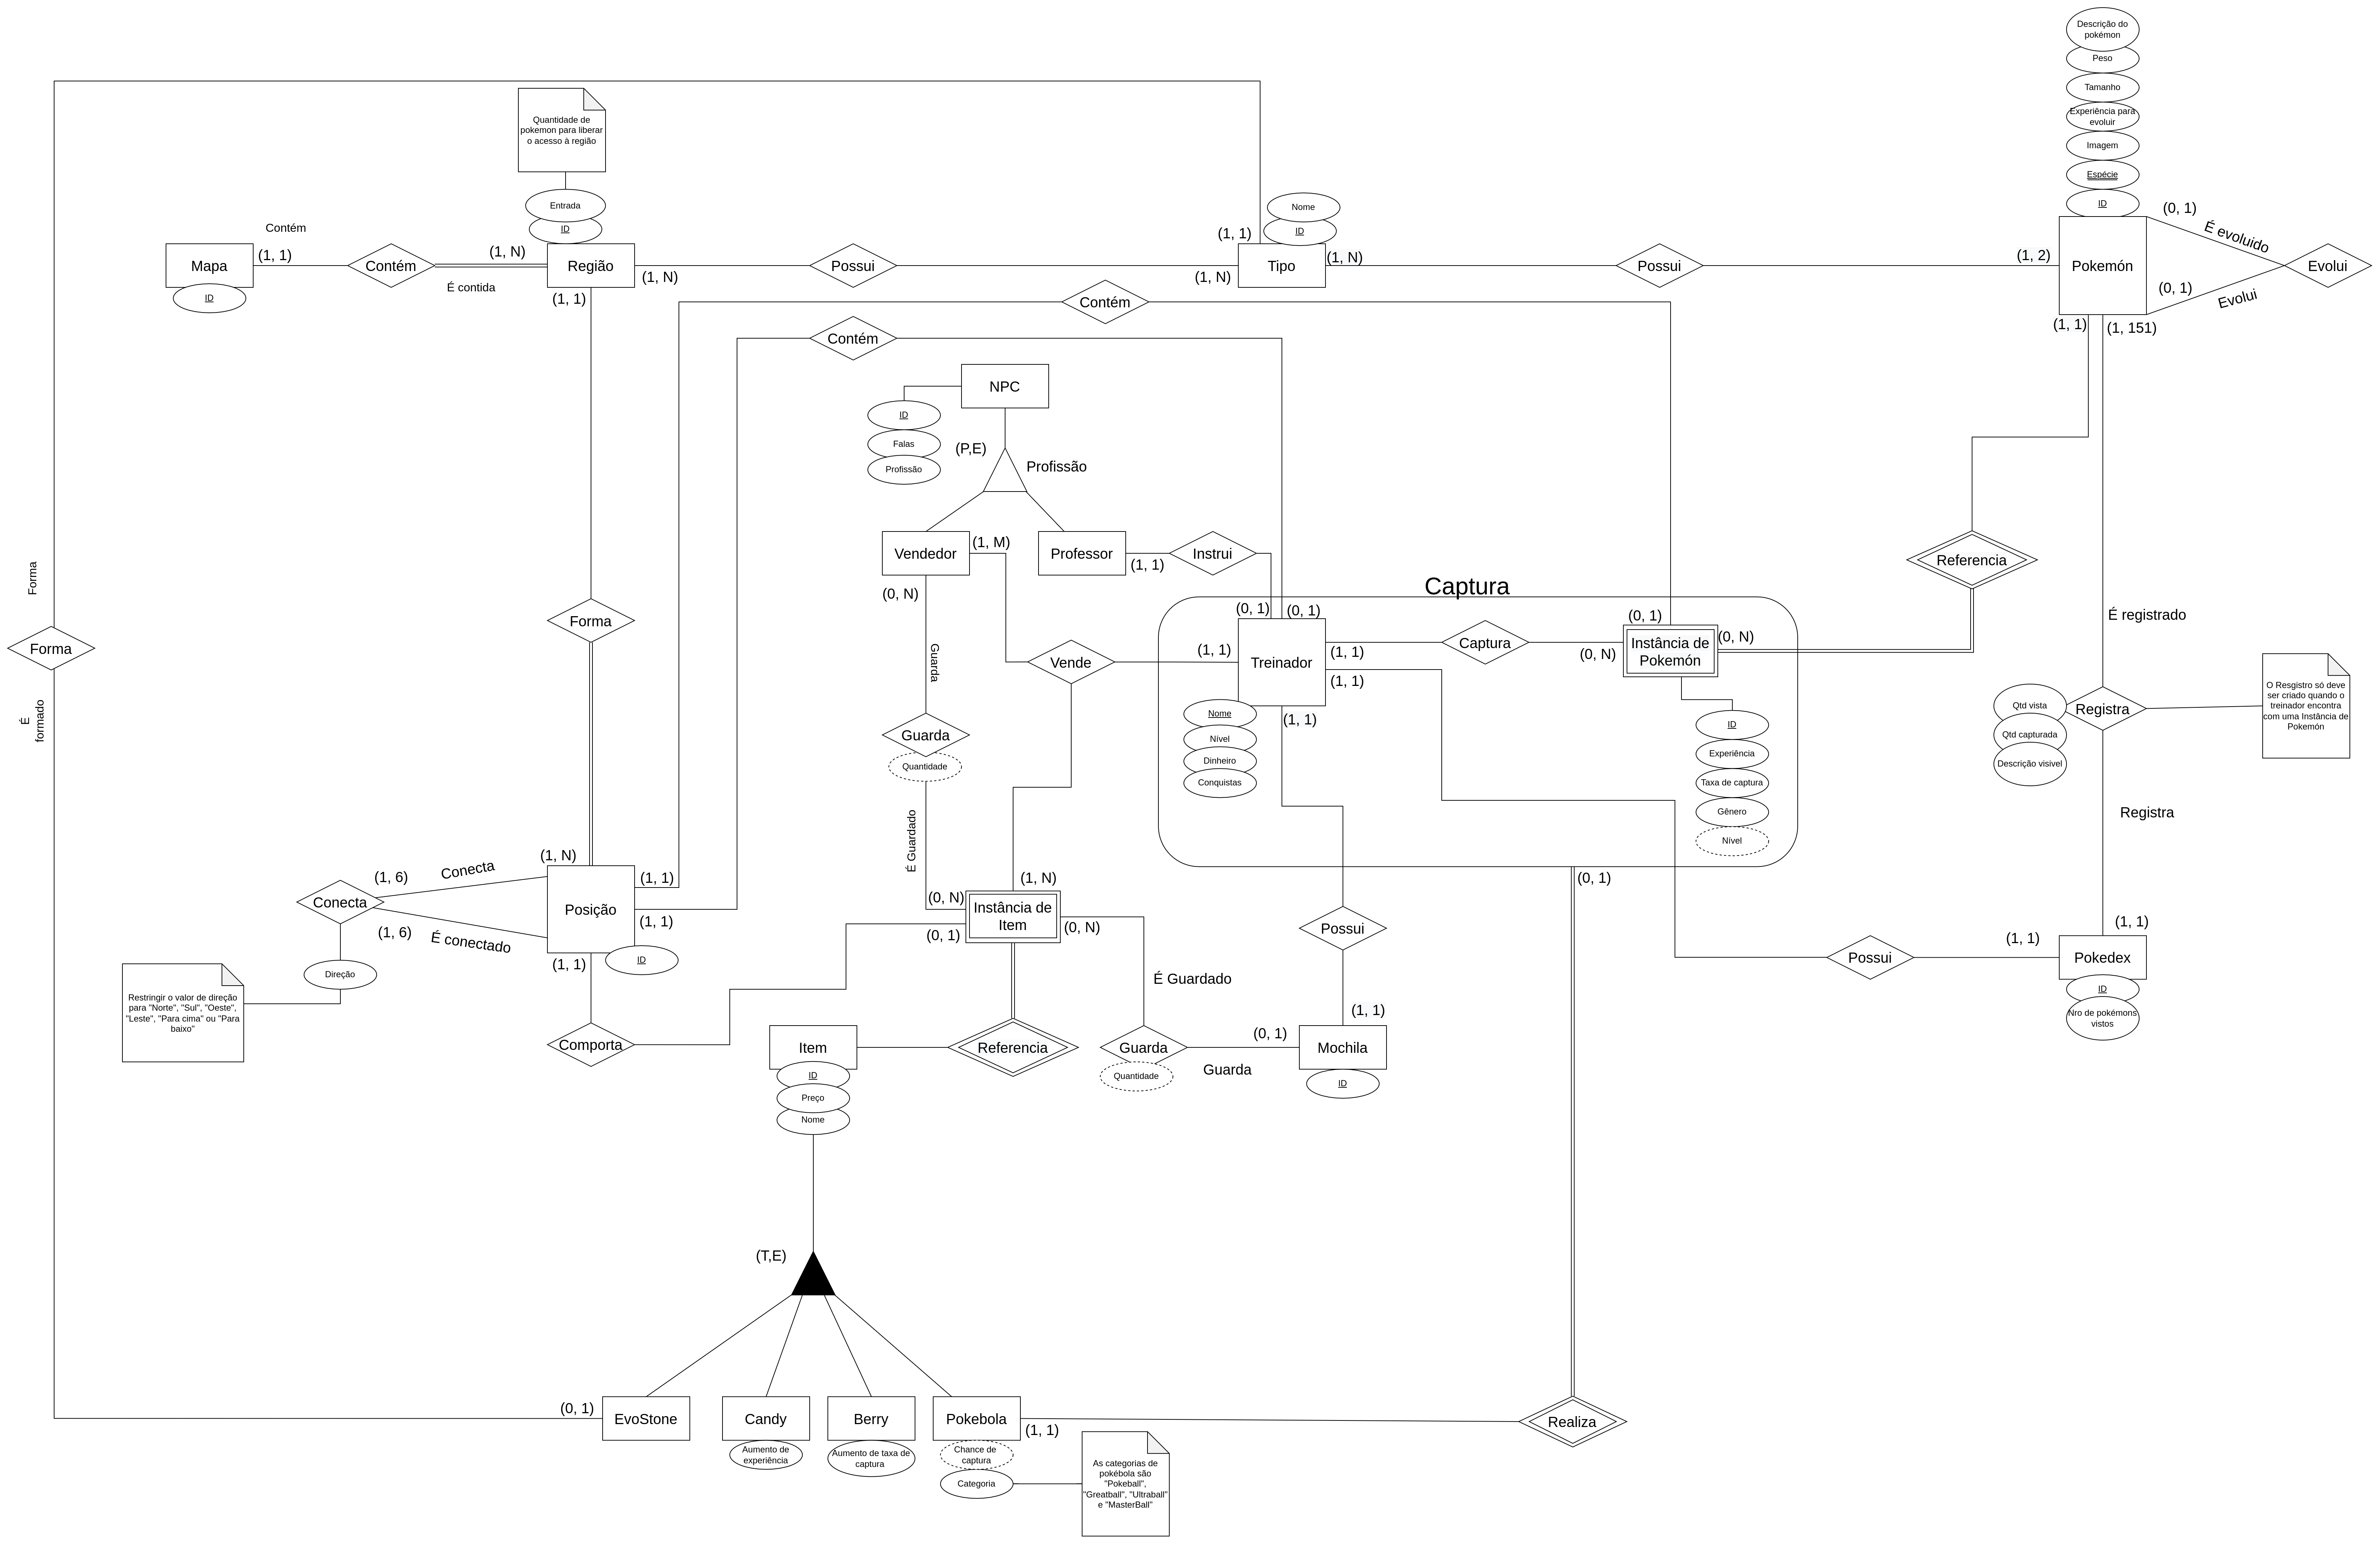 Descrição do
pokémon
Peso
Tamanho
Experiência para
evoluir
Imagem
Espécie
ID
Pokemón
(0, 1)
É evoluido
Evolui
(0, 1)
Evolui
(1, 2)
(1, 1)
(1, 151)
Quantidade de
pokemon para liberar
o acesso à região
Entrada
ID
Contém
Mapa
(1, 1)
ID
Contém
(1, N)
É contida
Região
(1, N)
(1, 1)
Possui
(1, 1)
(1, N)
Nome
ID
Tipo
(1, N)
Possui
Contém
Contém
NPC
ID
Falas
Profissão
(P,E)
Profissão
Vendedor
(1, M)
(0, N)
Professor
(1, 1)
Instrui
Captura
(0, 1)
(0, 1)
(1, 1)
Treinador
(1, 1)
(1, 1)
(1, 1)
Nome
Nível
Dinheiro
Conquistas
Captura
(0, 1)
(0, N)
Instância de
Pokemón
(0, N)
ID
Experiência
Taxa de captura
Gênero
Nível
Referencia
É registrado
Registra
Qtd vista
Qtd capturada
Descrição visivel
O Resgistro só deve
ser criado quando o
treinador encontra
com uma Instância de
Pokemón
Registra
(1, 1)
(1, 1)
Possui
Pokedex
ID
Nro de pokémons
vistos
Forma
Forma
É
formado
Forma
Vende
Guarda
Guarda
Quantidade
É Guardado
(1, N)
(1, 6)
Conecta
Conecta
(1, 6)
É conectado
Direção
Restringir o valor de direção
para "Norte", "Sul", "Oeste",
"Leste", "Para cima" ou "Para
baixo"
Posição
(1, 1)
(1, 1)
(1, 1)
ID
Comporta
(1, N)
(0, N)
Instância de
Item
(0, 1)
(0, N)
É Guardado
Possui
(0, 1)
(1, 1)
Item
ID
Preço
Nome
Referencia
Guarda
Quantidade
(0, 1)
Guarda
Mochila
ID
(T,E)
(0, 1)
EvoStone
Candy
Aumento de
experiência
Berry
Aumento de taxa de
captura
Pokebola
(1, 1)
Chance de
captura
Categoria
As categorias de
pokébola são
"Pokeball",
"Greatball", "Ultraball"
e "MasterBall"
Realiza